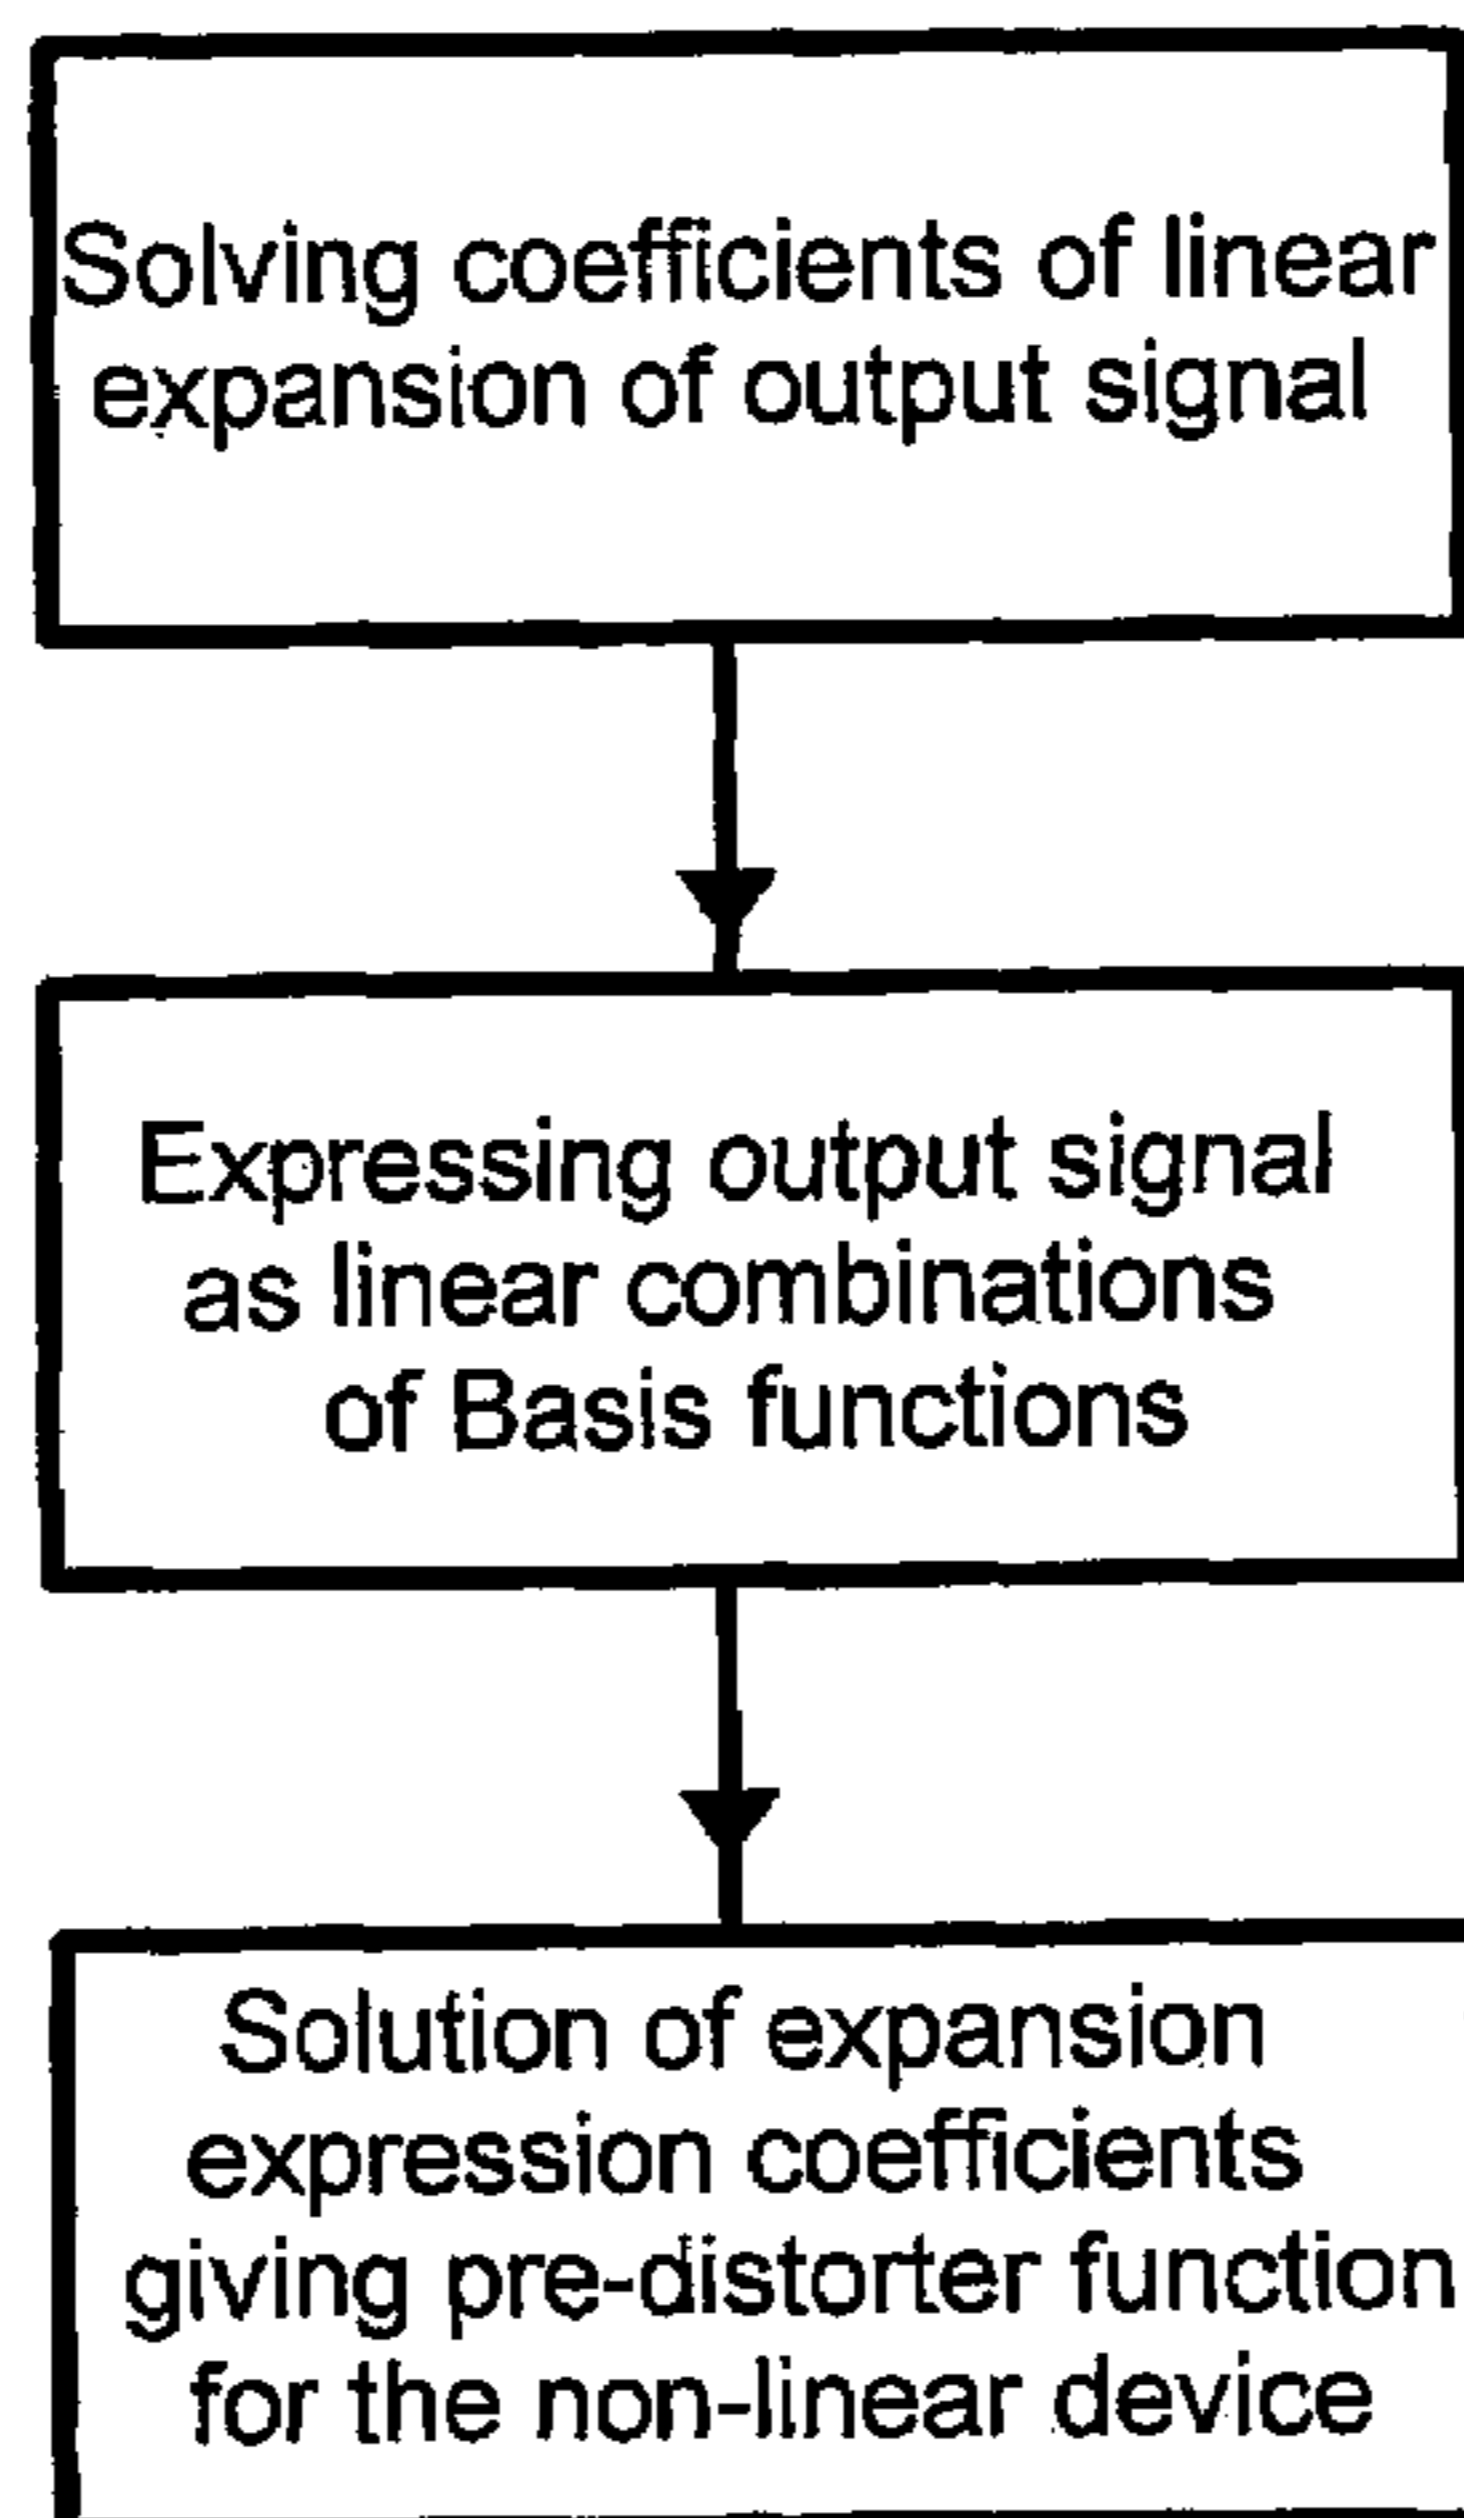 Solving coefficients of linear
expansion of output signal
Expressing output signal
as linear combinations
of Basis functions
Solution of expansion
expression coefficients
giving pre-distorter function
for the non-linear device